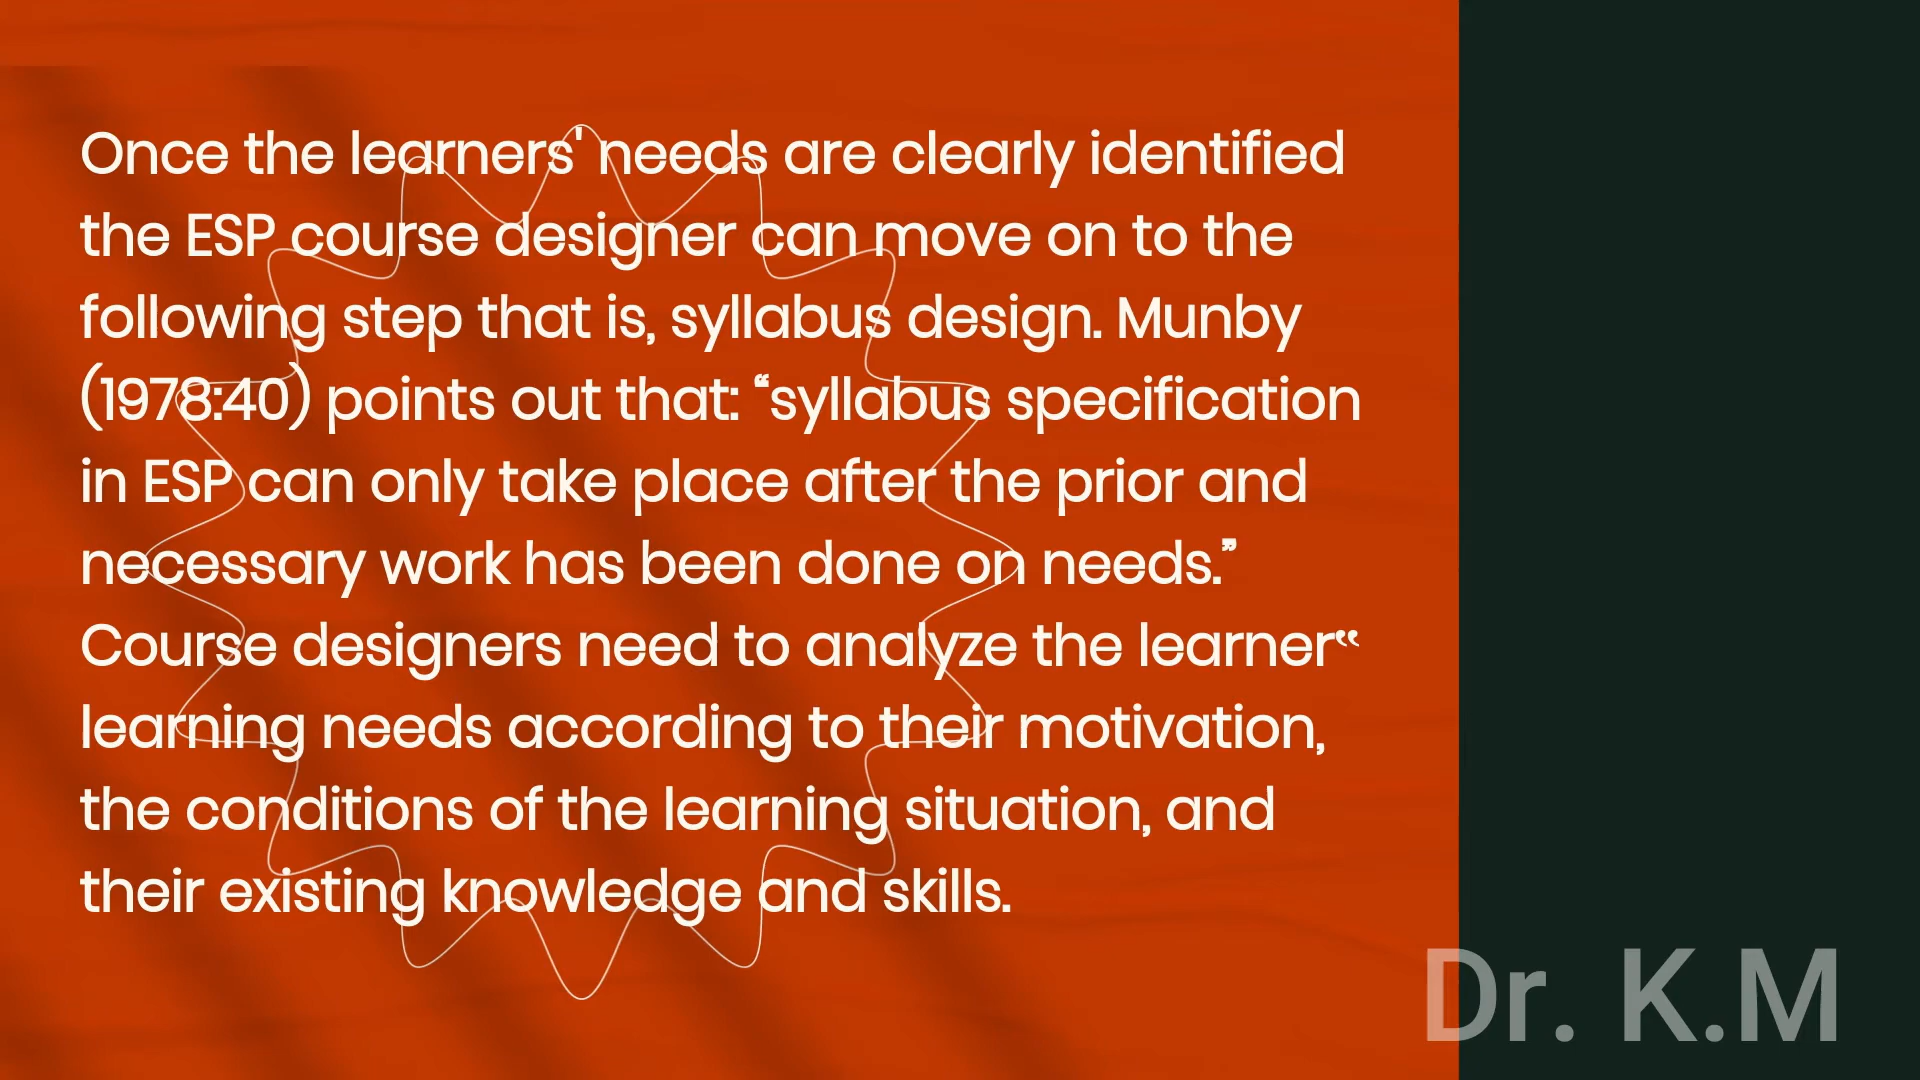 Once the learners' needs are clearly identified
the ESP course designer can move on to the
following step that is, syllabus design. Munby
(1978:40) points out that: “syllabus specification
in ESP can only take place after the prior and
necessary work has been done on needs.”
Course designers need to analyze the learner“
learning needs according to their motivation,
the conditions of the learning situation, and
their existing knowledge and skills.
Dr. K.M